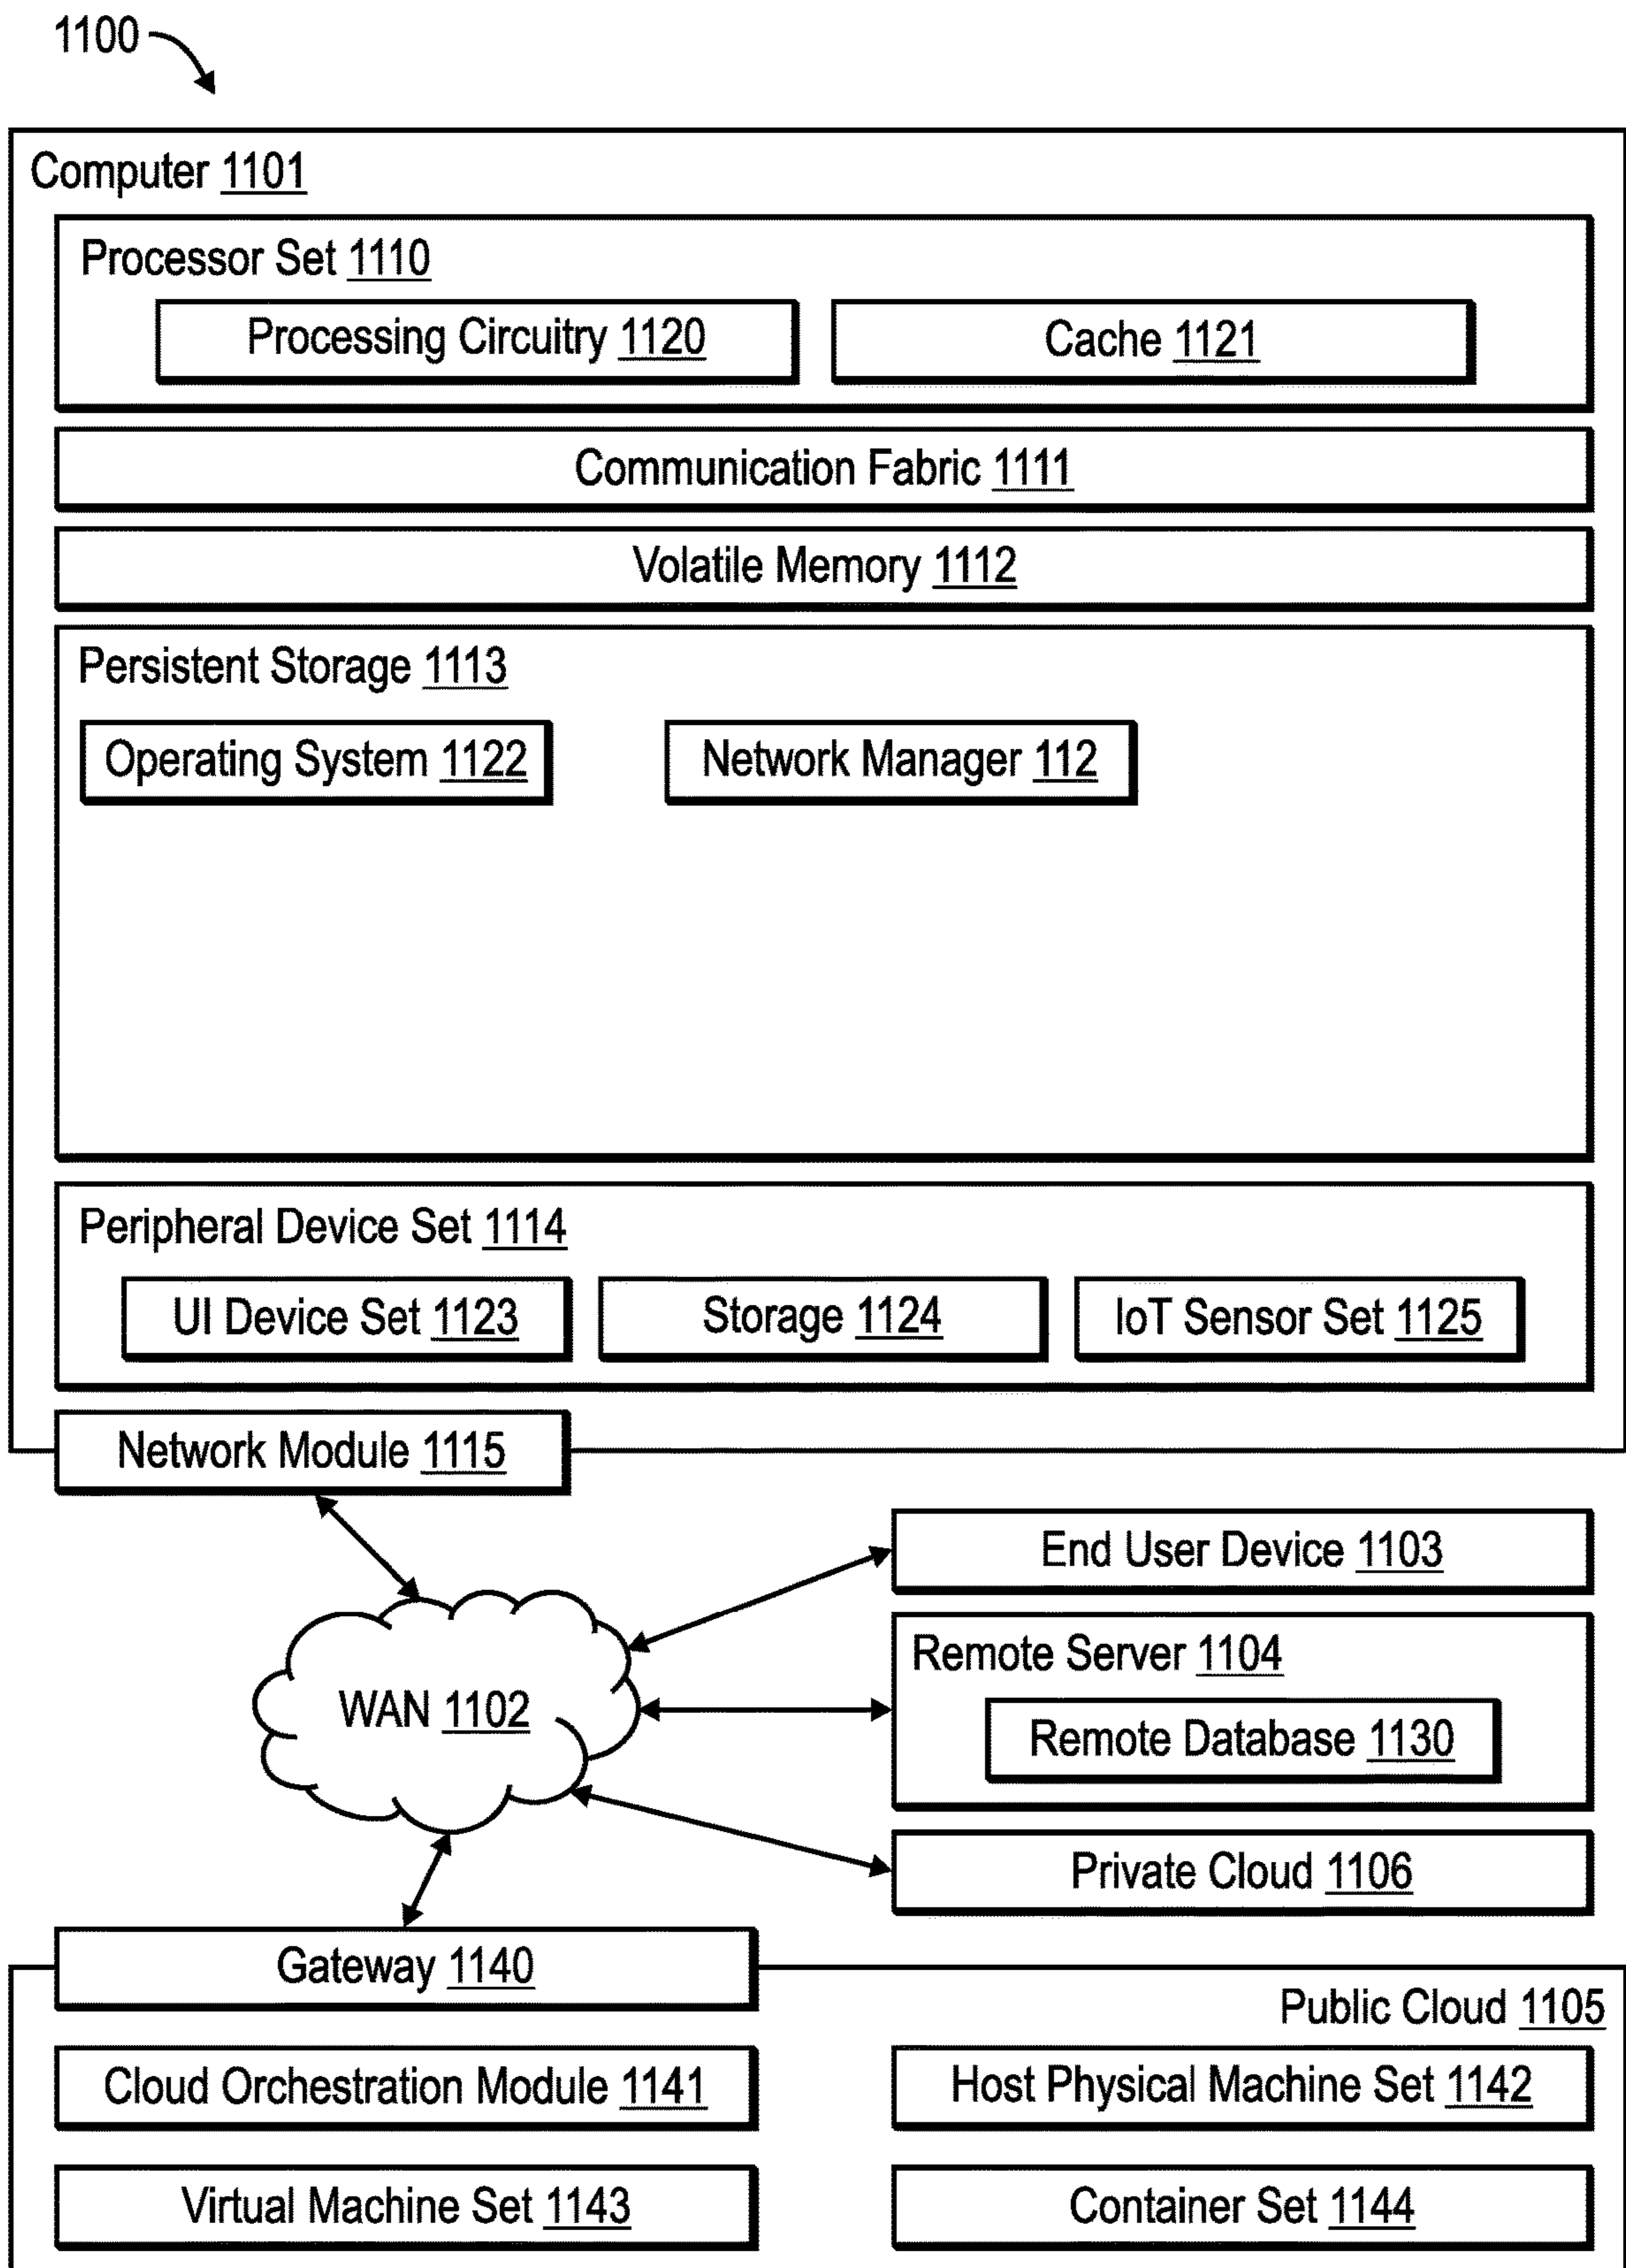 1100
Computer 1101
Processor Set 1110
Processing Circuitry 1120
Cache 1121
Communication Fabric 1111
Volatile Memory 1112
Persistent Storage 1113
Operating System 1122
Network Manager 112
Peripheral Device Set 1114
UI Device Set 1123
Storage 1124
IoT Sensor Set 1125
Network Module 1115
End User Device 1103
Remote Server 1104
WAN 1102
Remote Database 1130
Private Cloud 1106
Gateway 1140
Public Cloud 1105
Cloud Orchestration Module 1141
Host Physical Machine Set 1142
Virtual Machine Set 1143
Container Set 1144